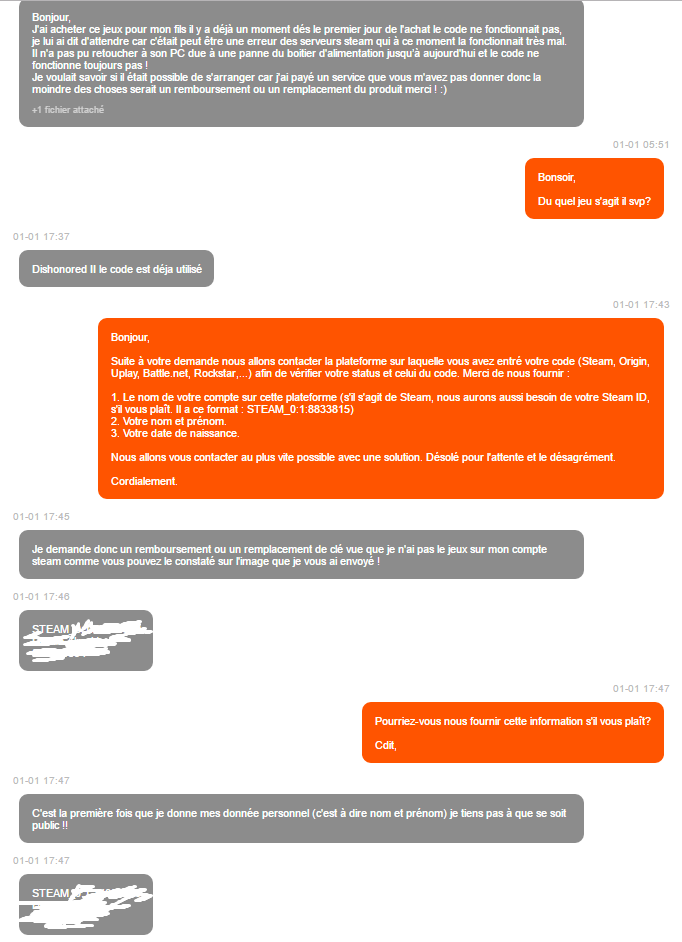 Bonjour,
J'ai acheter ce jeux pour mon fils il y a déjà un moment dés le premier jour de l'achat le code ne fonctionnait pas,
je lui ai dit d'attendre car c'était peut être une erreur des serveurs steam qui à ce moment la fonctionnait très mal.
Il n'a pas pu retoucher à son PC due à une panne du boitier d'alimentation jusqu'à aujourd'hui et le code ne
fonctionne toujours pas !
Je voulait savoir si il était possible de s'arranger car j'ai payé un service que vous m'avez pas donner donc la
moindre des choses serait un remboursement ou un remplacement du produit merci ! :)
+1 fichier attaché
01-01 05:51
Bonsoir,
Du quel jeu s'agit il svp?
01-01 17:37
Dishonored II le code est déja utilisé
01-01 17:43
Bonjour,
Suite à votre demande nous allons contacter la plateforme sur laquelle vous avez entré votre code (Steam, Origin,
Uplay, Battle.net, Rockstar,...) afin de vérifier votre status et celui du code. Merci de nous fournir :
1. Le nom de votre compte sur cette plateforme (s'il s'agit de Steam, nous aurons aussi besoin de votre Steam ID,
s'il vous plaît. Il a ce format : STEAM_0:1:8833815)
2. Votre nom et prénom.
3. Votre date de naissance.
Nous allons vous contacter au plus vite possible avec une solution. Désolé pour l'attente et le désagrément.
Cordialement.
01-01 17:45
Je demande donc un remboursement ou un remplacement de clé vue que je n'ai pas le jeux sur mon compte
steam comme vous pouvez le constaté sur l'image que je vous ai envoyé !
01-01 17:46
STEAM
01-01 17:47
Pourriez-vous nous fournir cette information s'il vous plaît?
Cdit,
01-01 17:47
C'est la première fois que je donne mes donnée personnel (c'est à dire nom et prénom) je tiens pas à que se soit
public !!
01-01 17:47
STEAM